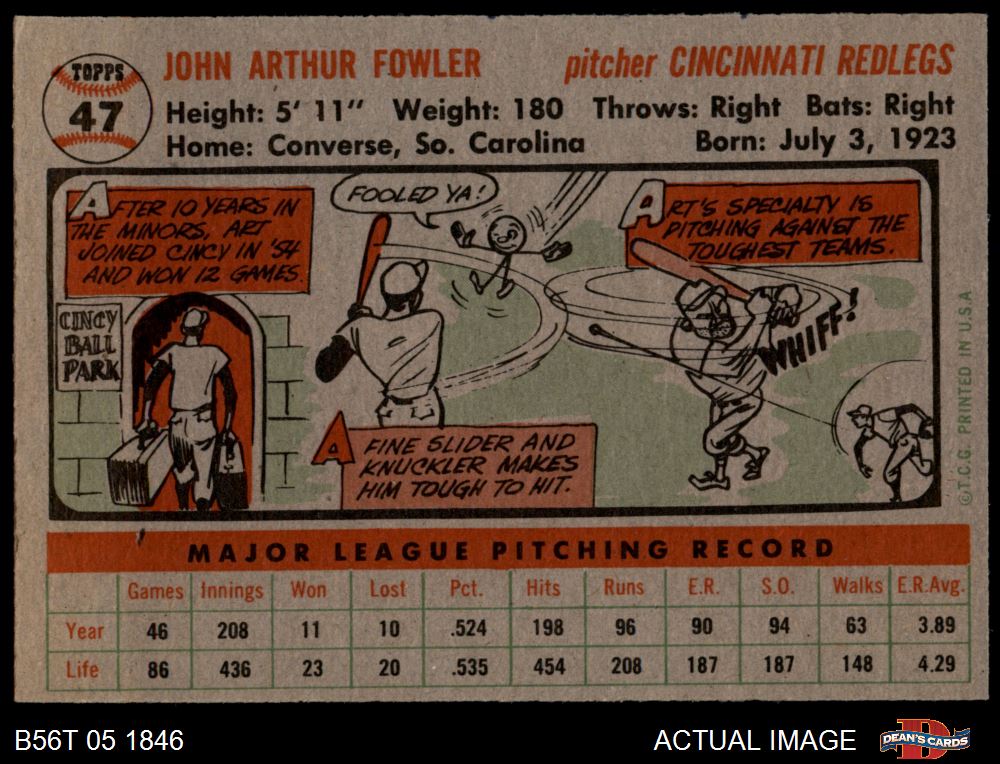 TOPPS
47
JOHN ARTHUR FOWLER pitcher CINCINNATI REDLEGS
Height: 5' 11" Weight: 180 Throws: Right Bats: Right
Home: Converse, So. Carolina Born: July 3, 1923
AFTER 10 YEARS IN
THE MINORS, ART
JOINED CINCY IN '54
AND WON 12 GAMES.
CINCY
BALL
PARK
FOOLED YA!
A FINE SLIDER AND
KNUCKLER MAKES
HIM TOUGH TO HIT.
ART'S SPECIALTY IS
PITCHING AGAINST THE
TOUGHEST TEAMS.
WHIFF!
©T.C.G. PRINTED IN U.S.A
MAJOR LEAGUE PITCHING RECORD
Games Innings Won Lost Pct. Hits Runs E.R. S.O. Walks E.R.Avg.
Year 46 208 11 10 .524 198 96 90 94 63 3.89
Life 86 436 23 20 .535 454 208 187 187 148 4.29
B56T 05 1846 ACTUAL IMAGE
DEAN'S CARDS